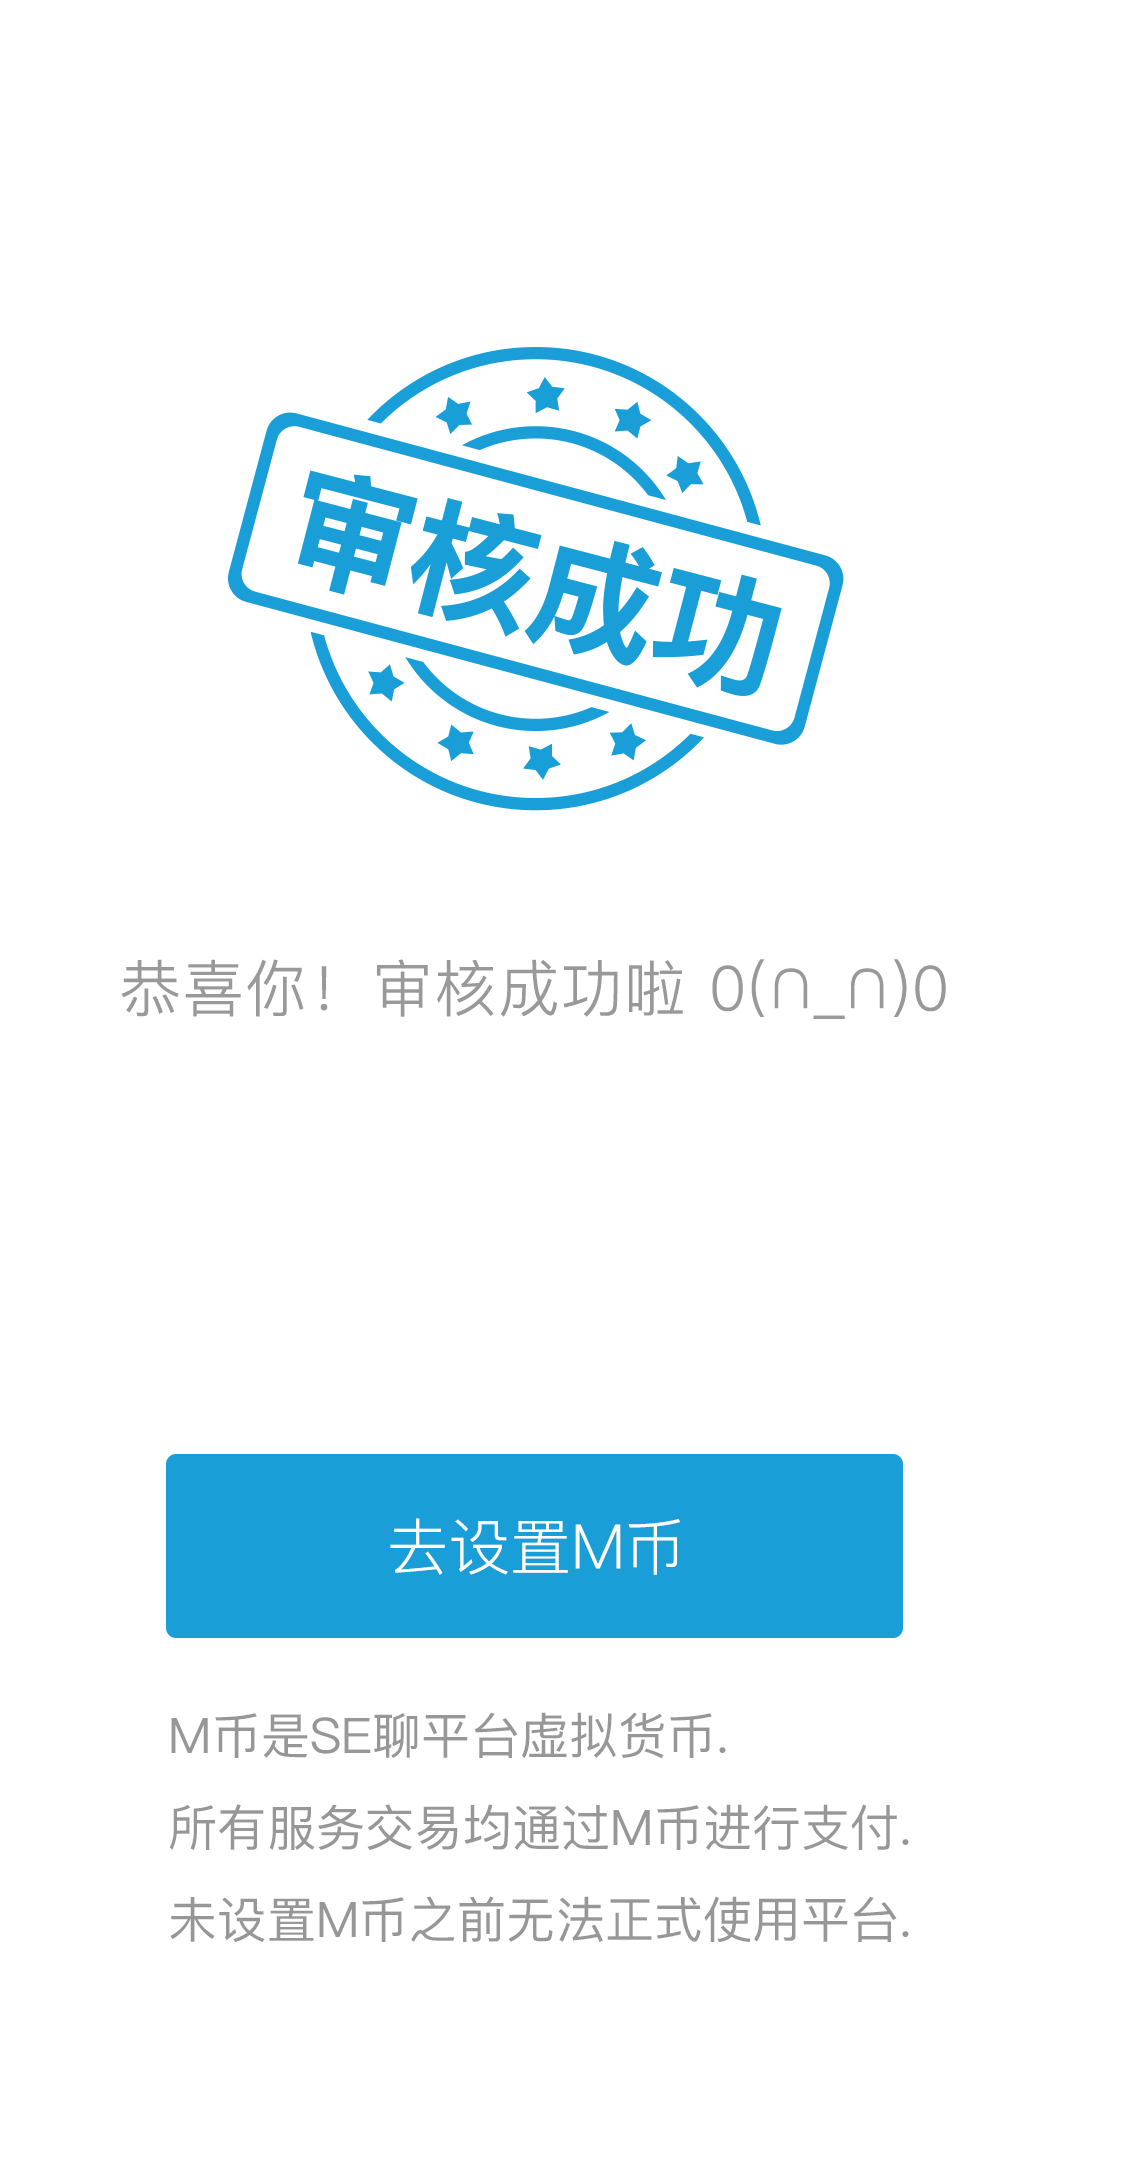 审核成功
恭喜你！审核成功啦 0(∩_∩)0
去设置M币
M币是SE聊平台虚拟货币.
所有服务交易均通过M币进行支付.
未设置M币之前无法正式使用平台.